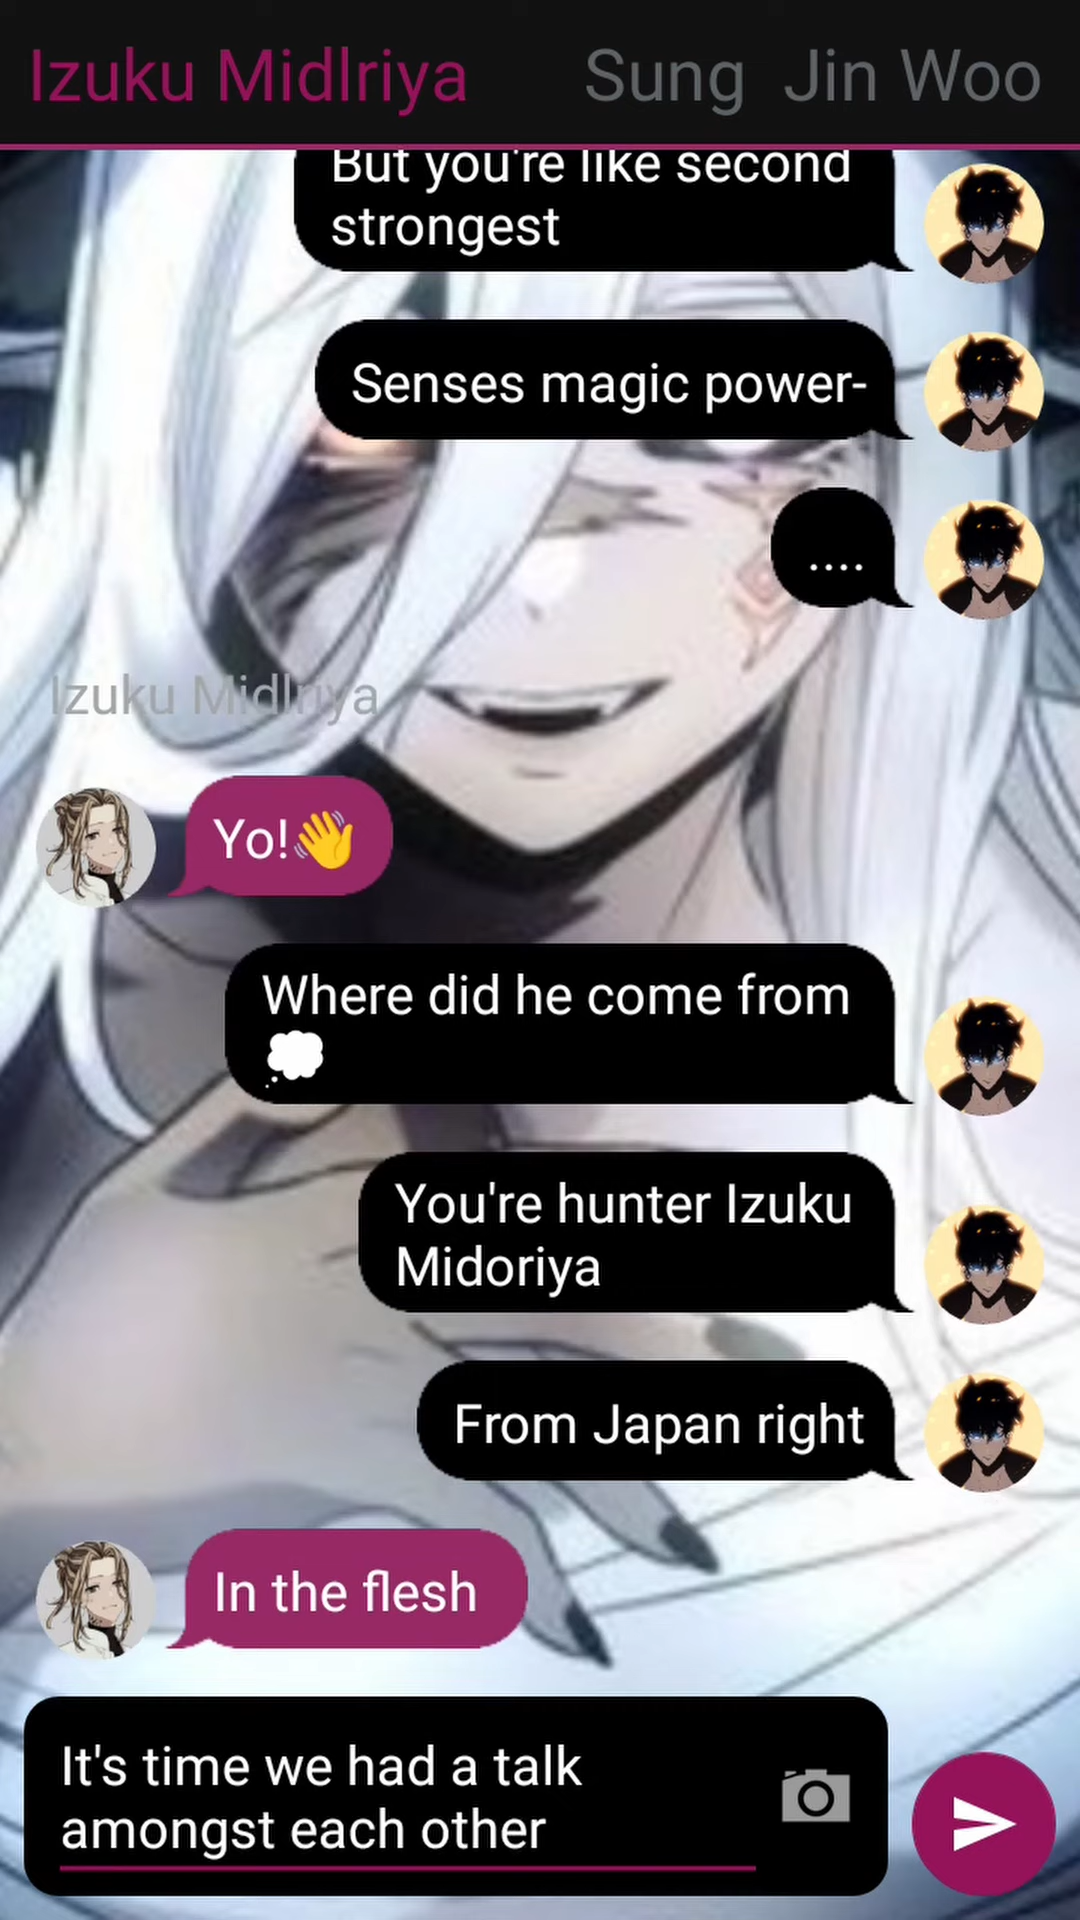 Izuku Midlriya Sung Jin Woo
But you're like second
strongest
Senses magic power-
....
Izuku Midlriya
Yo!👋
Where did he come from
💭
You're hunter Izuku
Midoriya
From Japan right
In the flesh
It's time we had a talk
amongst each other